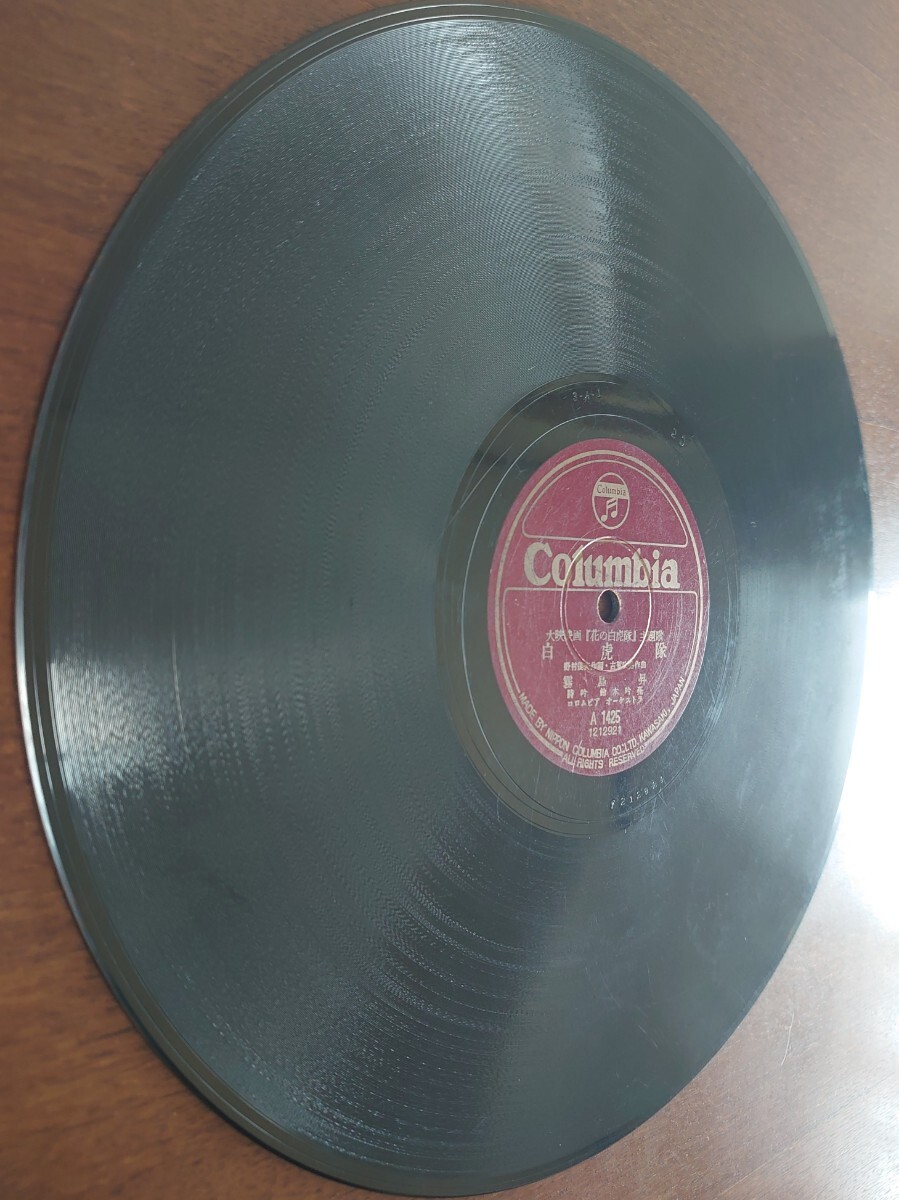 Columbia
Columbia
大映映画『花の白虎隊』主題歌
白虎隊
霧島昇
コロムビア オーケストラ
A 1425
1212921
MADE BY NIPPON COLUMBIA CO.,LTD. KAWASAKI, JAPAN
ALL RIGHTS RESERVED